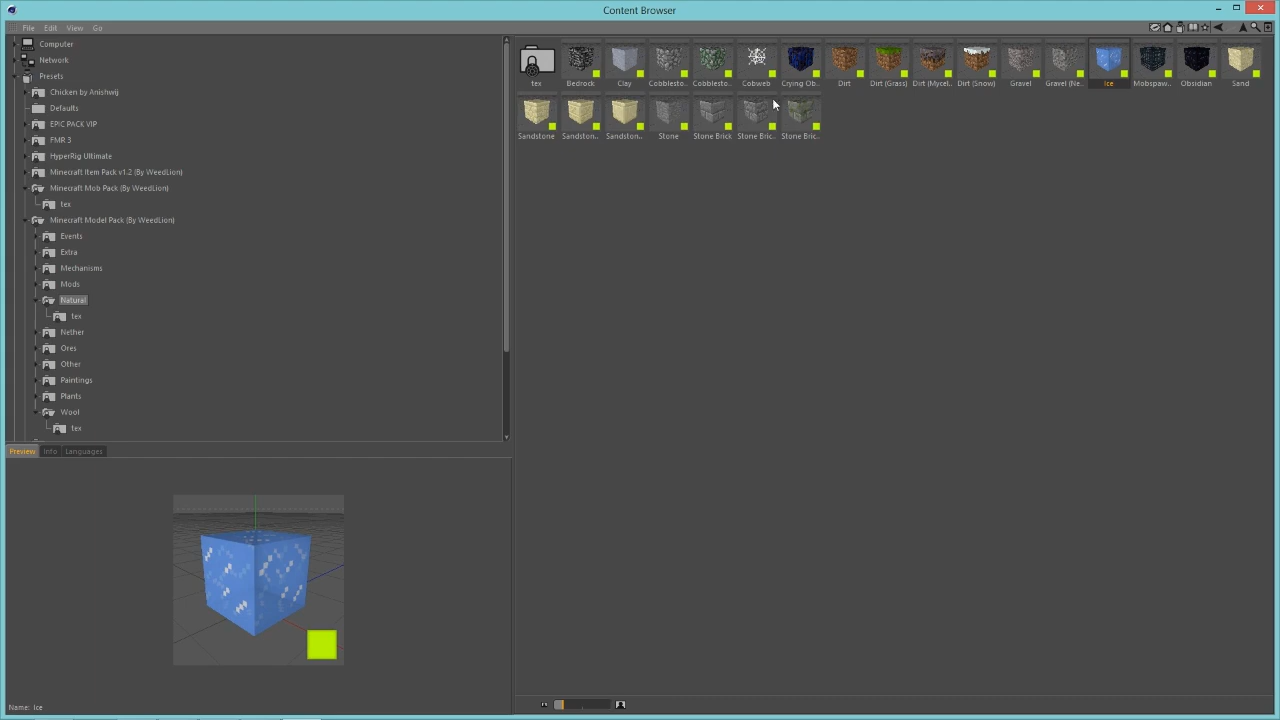 Content Browser
File Edit View Go
Computer
Network
Presets
Chicken by Anishwij
Defaults
EPIC PACK VIP
FMR 3
HyperRig Ultimate
Minecraft Item Pack v1.2 (By WeedLion)
Minecraft Mob Pack (By WeedLion)
tex
Minecraft Model Pack (By WeedLion)
Events
Extra
Mechanisms
Mods
Natural
tex
Nether
Ores
Other
Paintings
Plants
Wool
tex
tex Bedrock Clay Cobblesto.. Cobblesto.. Cobweb Crying Ob.. Dirt Dirt (Grass) Dirt (Mycel.. Dirt (Snow) Gravel Gravel (Ne.. Ice Mobspaw.. Obsidian Sand
Sandstone Sandston.. Sandston.. Stone Stone Brick Stone Bric.. Stone Bric..
Preview Info Languages
Name: Ice